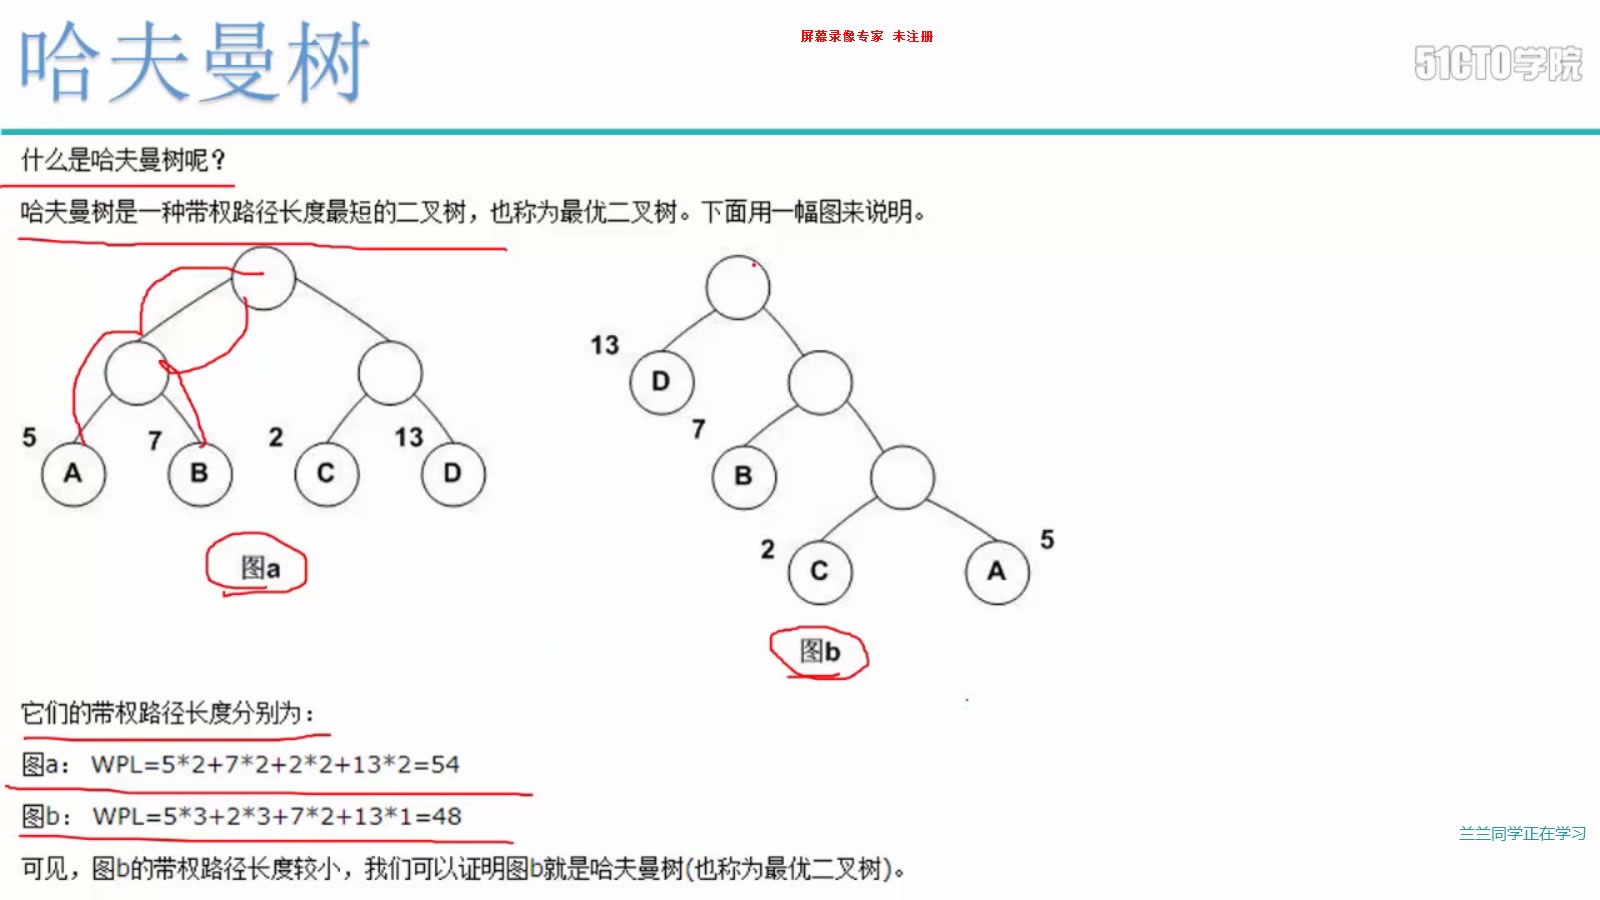 哈夫曼树
屏幕录像专家 未注册
51CTO学院
什么是哈夫曼树呢？
哈夫曼树是一种带权路径长度最短的二叉树，也称为最优二叉树。下面用一幅图来说明。
5
A
7
B
2
C
13
D
图a
13
D
7
B
2
C
5
A
图b
它们的带权路径长度分别为：
图a： WPL=5*2+7*2+2*2+13*2=54
图b： WPL=5*3+2*3+7*2+13*1=48
兰兰同学正在学习
可见，图b的带权路径长度较小，我们可以证明图b就是哈夫曼树(也称为最优二叉树)。